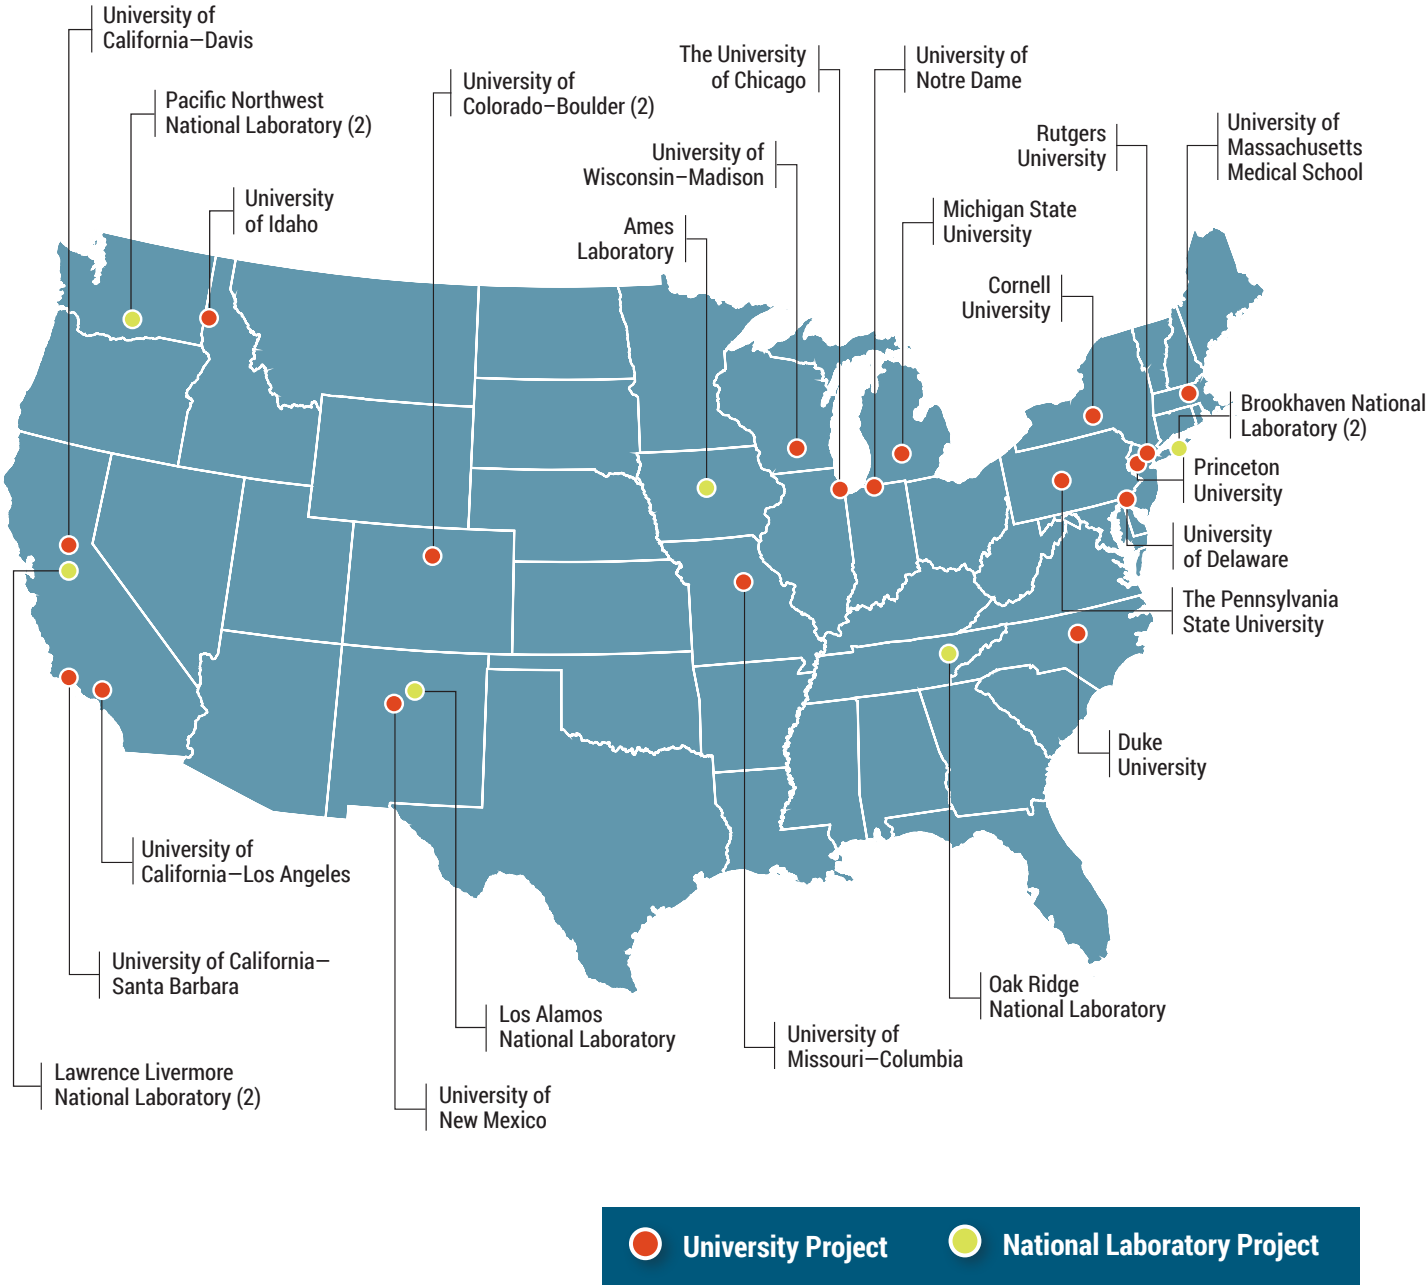 University of
California–Davis
Pacific Northwest
National Laboratory (2)
University
of Idaho
University of
Colorado–Boulder (2)
The University
of Chicago
University of
Notre Dame
University of
Wisconsin–Madison
Ames
Laboratory
Michigan State
University
Rutgers
University
University of
Massachusetts
Medical School
Cornell
University
Brookhaven National
Laboratory (2)
Princeton
University
University
of Delaware
The Pennsylvania
State University
Duke
University
University of
California–Los Angeles
University of California–
Santa Barbara
Lawrence Livermore
National Laboratory (2)
Los Alamos
National Laboratory
University of
New Mexico
University of
Missouri–Columbia
Oak Ridge
National Laboratory
University Project
National Laboratory Project